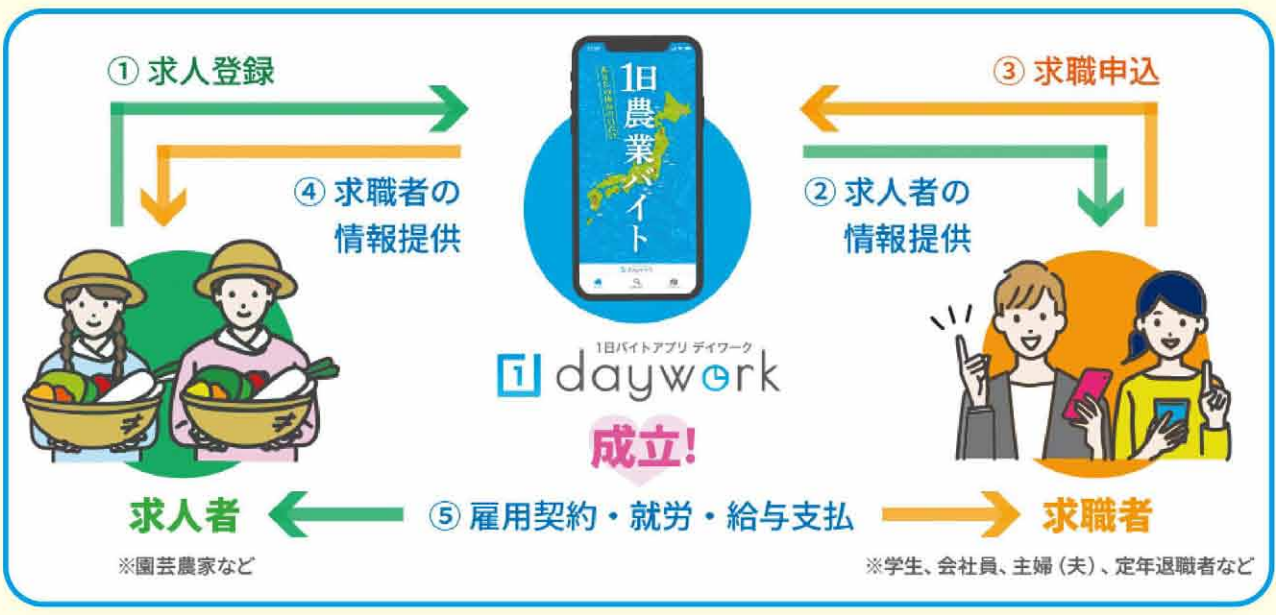 ① 求人登録
③ 求職申込
1日農業バイト
④ 求職者の
情報提供
② 求人者の
情報提供
daywork
1日バイトアプリ デイワーク
1 daywork
成立!
求人者
⑤ 雇用契約・就労・給与支払
求職者
※園芸農家など
※学生、会社員、主婦(夫)、定年退職者など